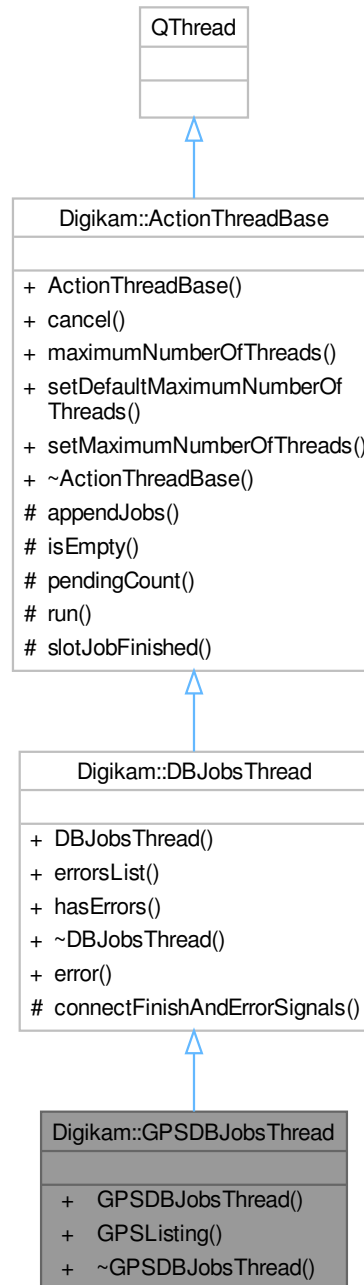 QThread
Digikam::ActionThreadBase
+ ActionThreadBase()
+ cancel()
+ maximumNumberOfThreads()
+ setDefaultMaximumNumberOf
Threads()
+ setMaximumNumberOfThreads()
+ ~ActionThreadBase()
# appendJobs()
# isEmpty()
# pendingCount()
# run()
# slotJobFinished()
Digikam::DBJobsThread
+ DBJobsThread()
+ errorsList()
+ hasErrors()
+ ~DBJobsThread()
+ error()
# connectFinishAndErrorSignals()
Digikam::GPSDBJobsThread
+ GPSDBJobsThread()
+ GPSListing()
+ ~GPSDBJobsThread()